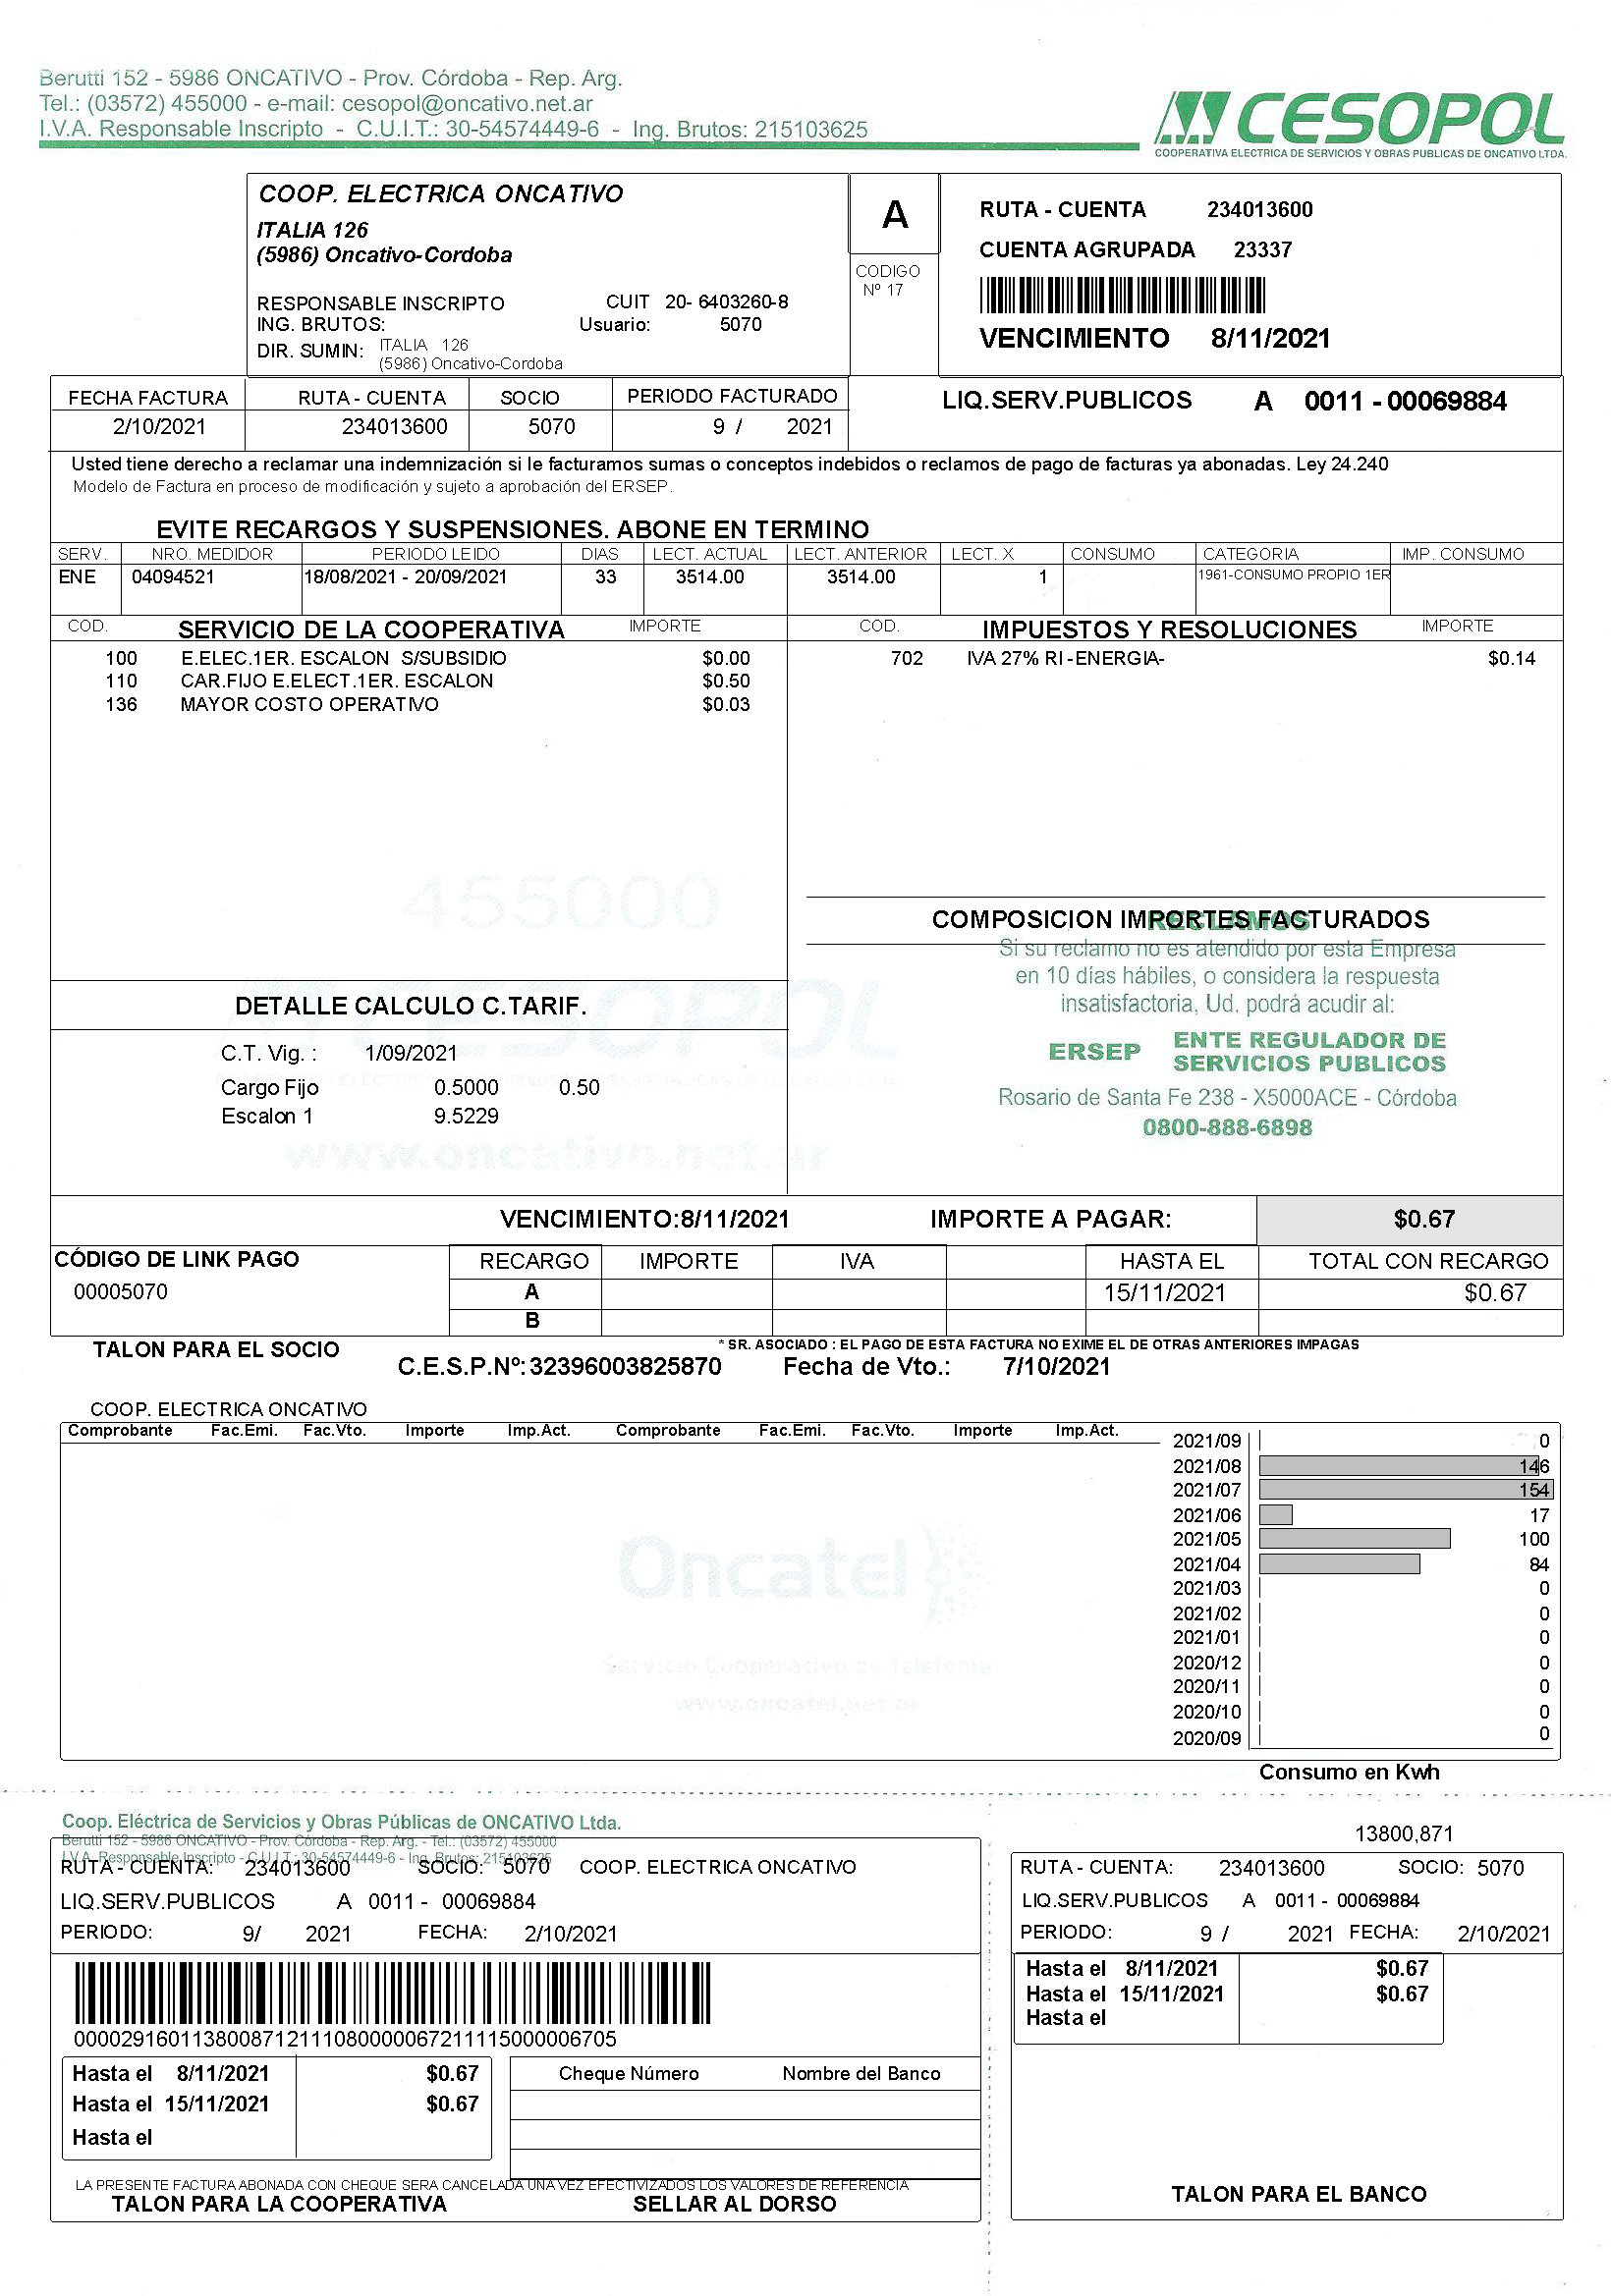 Berutti 152 - 5986 ONCATIVO - Prov. Córdoba - Rep. Arg.
Tel.: (03572) 455000 - e-mail: cesopol@oncativo.net.ar
I.V.A. Responsable Inscripto - C.U.I.T.: 30-54574449-6 - Ing. Brutos: 215103625
CESOPOL
COOPERATIVA ELECTRICA DE SERVICIOS Y OBRAS PUBLICAS DE ONCATIVO LTDA.
COOP. ELECTRICA ONCATIVO
ITALIA 126
(5986) Oncativo-Cordoba
RESPONSABLE INSCRIPTO CUIT 20- 6403260-8
ING. BRUTOS: Usuario: 5070
DIR. SUMIN: ITALIA 126
(5986) Oncativo-Cordoba
A
CODIGO
Nº 17
RUTA - CUENTA 234013600
CUENTA AGRUPADA 23337
VENCIMIENTO 8/11/2021
FECHA FACTURA RUTA - CUENTA SOCIO PERIODO FACTURADO
2/10/2021 234013600 5070 9 / 2021
LIQ.SERV.PUBLICOS A 0011 - 00069884
Usted tiene derecho a reclamar una indemnización si le facturamos sumas o conceptos indebidos o reclamos de pago de facturas ya abonadas. Ley 24.240
Modelo de Factura en proceso de modificación y sujeto a aprobación del ERSEP.
EVITE RECARGOS Y SUSPENSIONES. ABONE EN TERMINO
SERV. NRO. MEDIDOR PERIODO LEIDO DIAS LECT. ACTUAL LECT. ANTERIOR LECT. X CONSUMO CATEGORIA IMP. CONSUMO
ENE 04094521 18/08/2021 - 20/09/2021 33 3514.00 3514.00 1 1961-CONSUMO PROPIO 1ER
COD. SERVICIO DE LA COOPERATIVA IMPORTE
100 E.ELEC.1ER. ESCALON S/SUBSIDIO $0.00
110 CAR.FIJO E.ELECT.1ER. ESCALON $0.50
136 MAYOR COSTO OPERATIVO $0.03
COD. IMPUESTOS Y RESOLUCIONES IMPORTE
702 IVA 27% RI -ENERGIA- $0.14
455000
CESOPOL
www.oncativo.net.ar
COMPOSICION IMPORTES FACTURADOS
RECLAMOS
Si su reclamo no es atendido por esta Empresa
en 10 días hábiles, o considera la respuesta
insatisfactoria, Ud. podrá acudir al:
ERSEP ENTE REGULADOR DE
SERVICIOS PUBLICOS
Rosario de Santa Fe 238 - X5000ACE - Córdoba
0800-888-6898
DETALLE CALCULO C.TARIF.
C.T. Vig. : 1/09/2021
Cargo Fijo 0.5000 0.50
Escalon 1 9.5229
VENCIMIENTO:8/11/2021 IMPORTE A PAGAR: $0.67
CÓDIGO DE LINK PAGO
00005070
RECARGO IMPORTE IVA HASTA EL TOTAL CON RECARGO
A 15/11/2021 $0.67
B
TALON PARA EL SOCIO
* SR. ASOCIADO : EL PAGO DE ESTA FACTURA NO EXIME EL DE OTRAS ANTERIORES IMPAGAS
C.E.S.P.Nº: 32396003825870 Fecha de Vto.: 7/10/2021
COOP. ELECTRICA ONCATIVO
Comprobante Fac.Emi. Fac.Vto. Importe Imp.Act. Comprobante Fac.Emi. Fac.Vto. Importe Imp.Act.
2021/09 0
2021/08 146
2021/07 154
2021/06 17
2021/05 100
2021/04 84
2021/03 0
2021/02 0
2021/01 0
2020/12 0
2020/11 0
2020/10 0
2020/09 0
Consumo en Kwh
Oncatel
Servicio Cooperativo de Telefonia
www.oncatel.net.ar
Coop. Eléctrica de Servicios y Obras Públicas de ONCATIVO Ltda.
Berutti 152 - 5986 ONCATIVO - Prov. Córdoba - Rep. Arg. - Tel.: (03572) 455000
I.V.A. Responsable Inscripto - C.U.I.T.: 30-54574449-6 - Ing. Brutos: 215103625
RUTA - CUENTA: 234013600 SOCIO: 5070 COOP. ELECTRICA ONCATIVO
LIQ.SERV.PUBLICOS A 0011 - 00069884
PERIODO: 9/ 2021 FECHA: 2/10/2021
00002916011380087121110800000672111150000067​05
Hasta el 8/11/2021 $0.67
Hasta el 15/11/2021 $0.67
Hasta el
Cheque Número Nombre del Banco
LA PRESENTE FACTURA ABONADA CON CHEQUE SERA CANCELADA UNA VEZ EFECTIVIZADOS LOS VALORES DE REFERENCIA
TALON PARA LA COOPERATIVA SELLAR AL DORSO
13800,871
RUTA - CUENTA: 234013600 SOCIO: 5070
LIQ.SERV.PUBLICOS A 0011 - 00069884
PERIODO: 9 / 2021 FECHA: 2/10/2021
Hasta el 8/11/2021 $0.67
Hasta el 15/11/2021 $0.67
Hasta el
TALON PARA EL BANCO